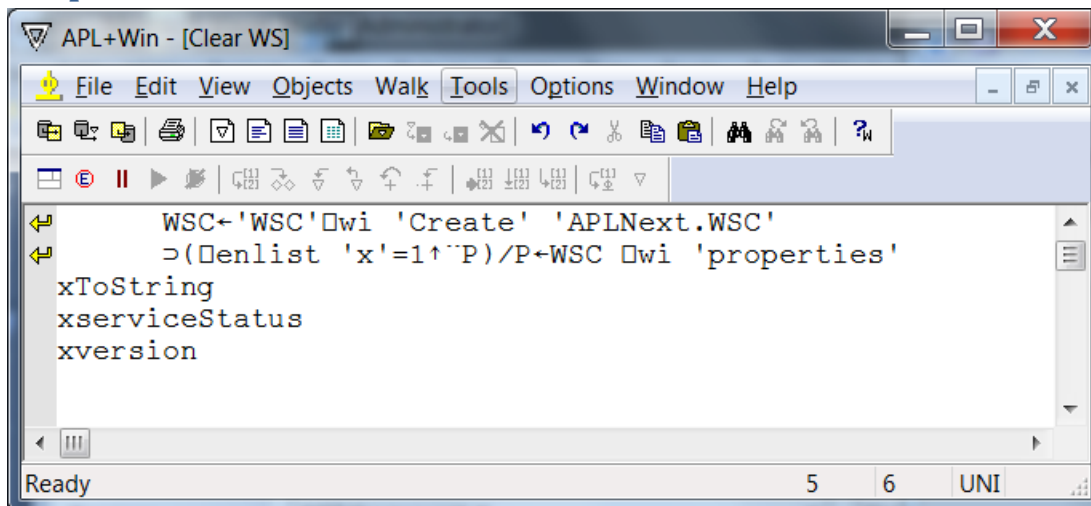 APL+Win - [Clear WS]
File Edit View Objects Walk Tools Options Window Help
WSC←'WSC'⎕wi 'Create' 'APLNext.WSC'
⊃(⎕enlist 'x'=1↑¨P)/P←WSC ⎕wi 'properties'
xToString
xserviceStatus
xversion
Ready 5 6 UNI